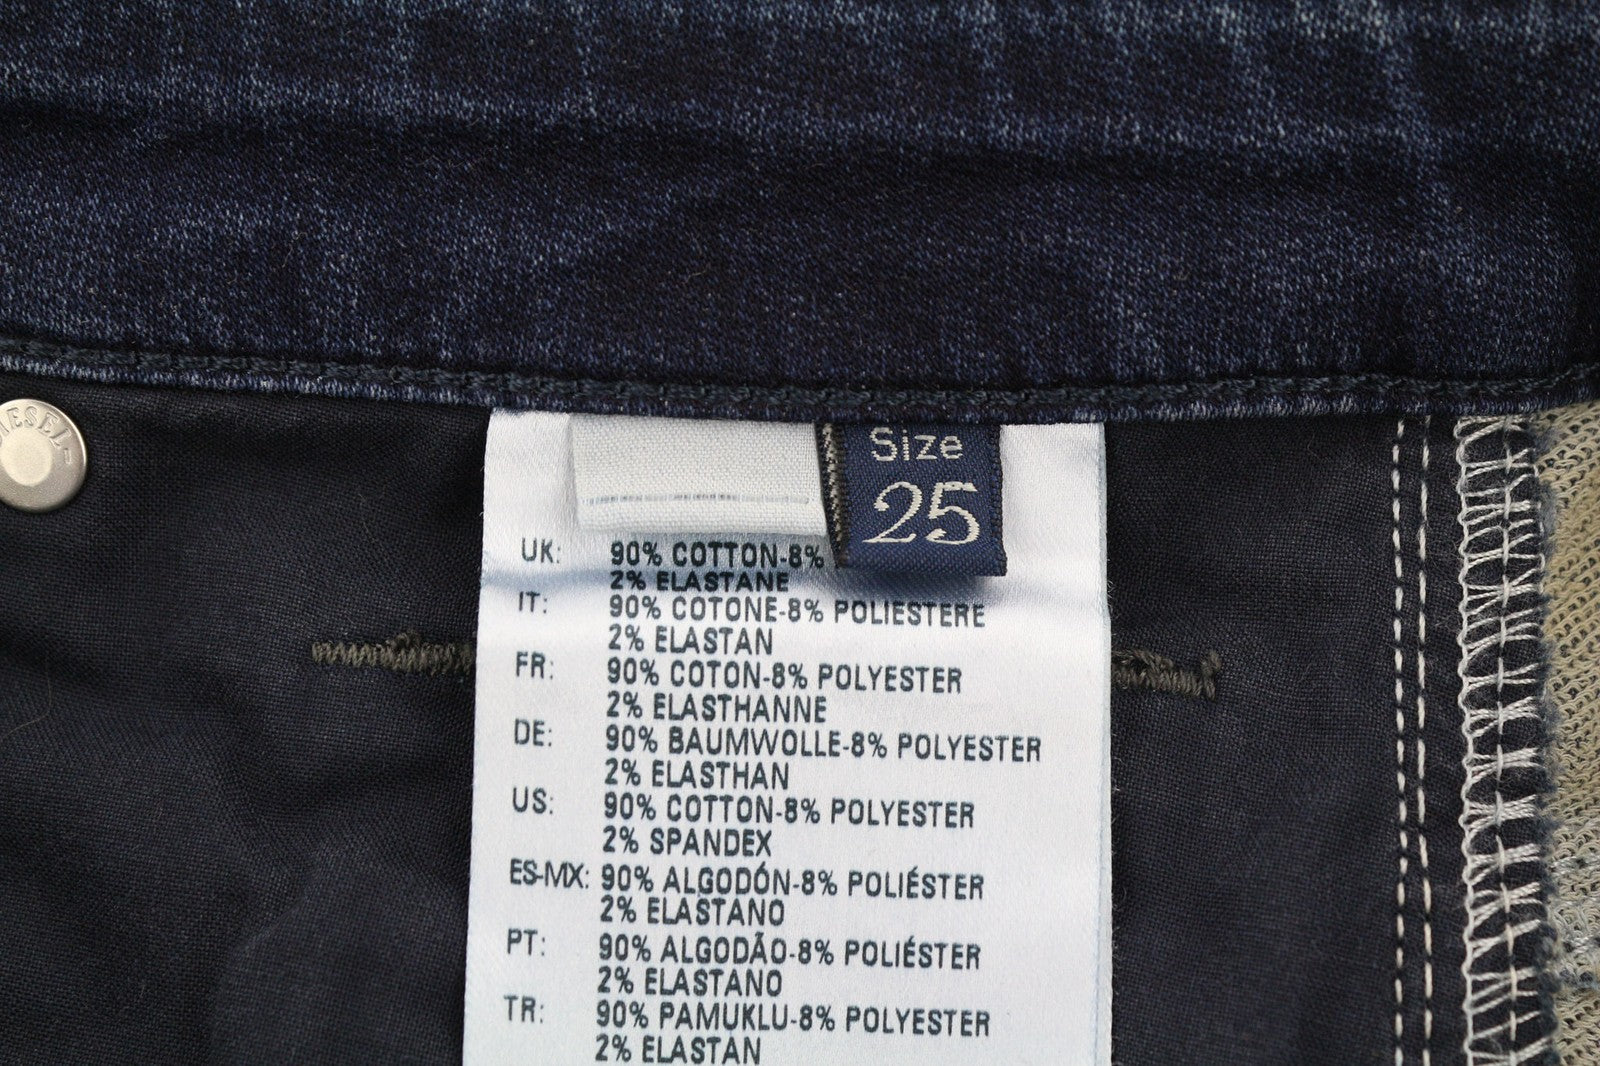 DIESEL
Size
25
UK: 90% COTTON-8%
2% ELASTANE
IT: 90% COTONE-8% POLIESTERE
2% ELASTAN
FR: 90% COTON-8% POLYESTER
2% ELASTHANNE
DE: 90% BAUMWOLLE-8% POLYESTER
2% ELASTHAN
US: 90% COTTON-8% POLYESTER
2% SPANDEX
ES-MX: 90% ALGODÓN-8% POLIÉSTER
2% ELASTANO
PT: 90% ALGODÃO-8% POLIÉSTER
2% ELASTANO
TR: 90% PAMUKLU-8% POLYESTER
2% ELASTAN